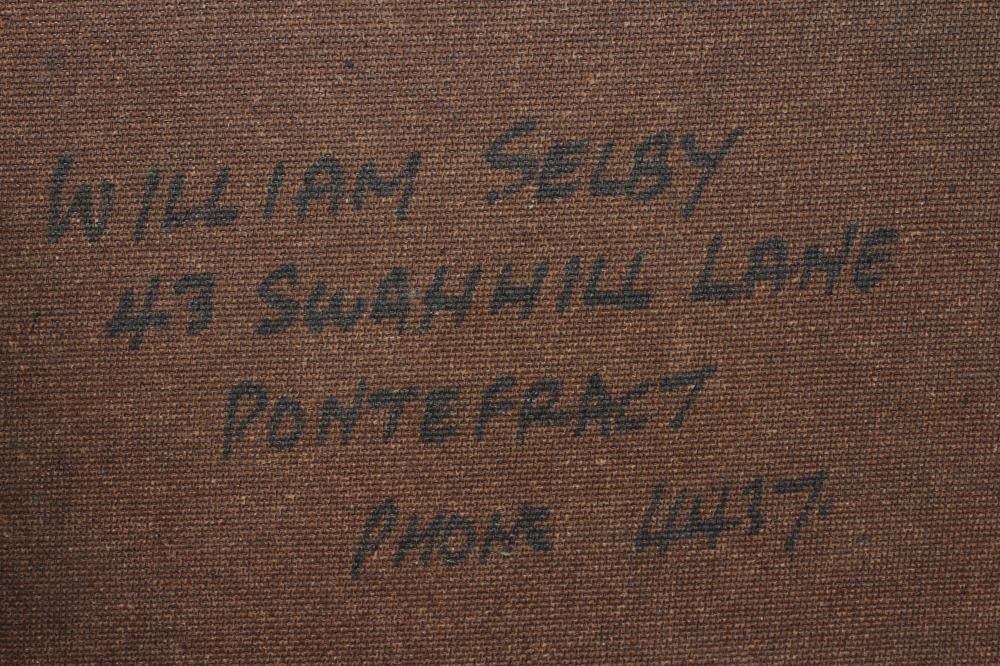 WILLIAM SELBY
43 SWANHILL LANE
PONTEFRACT
PHONE 4437.